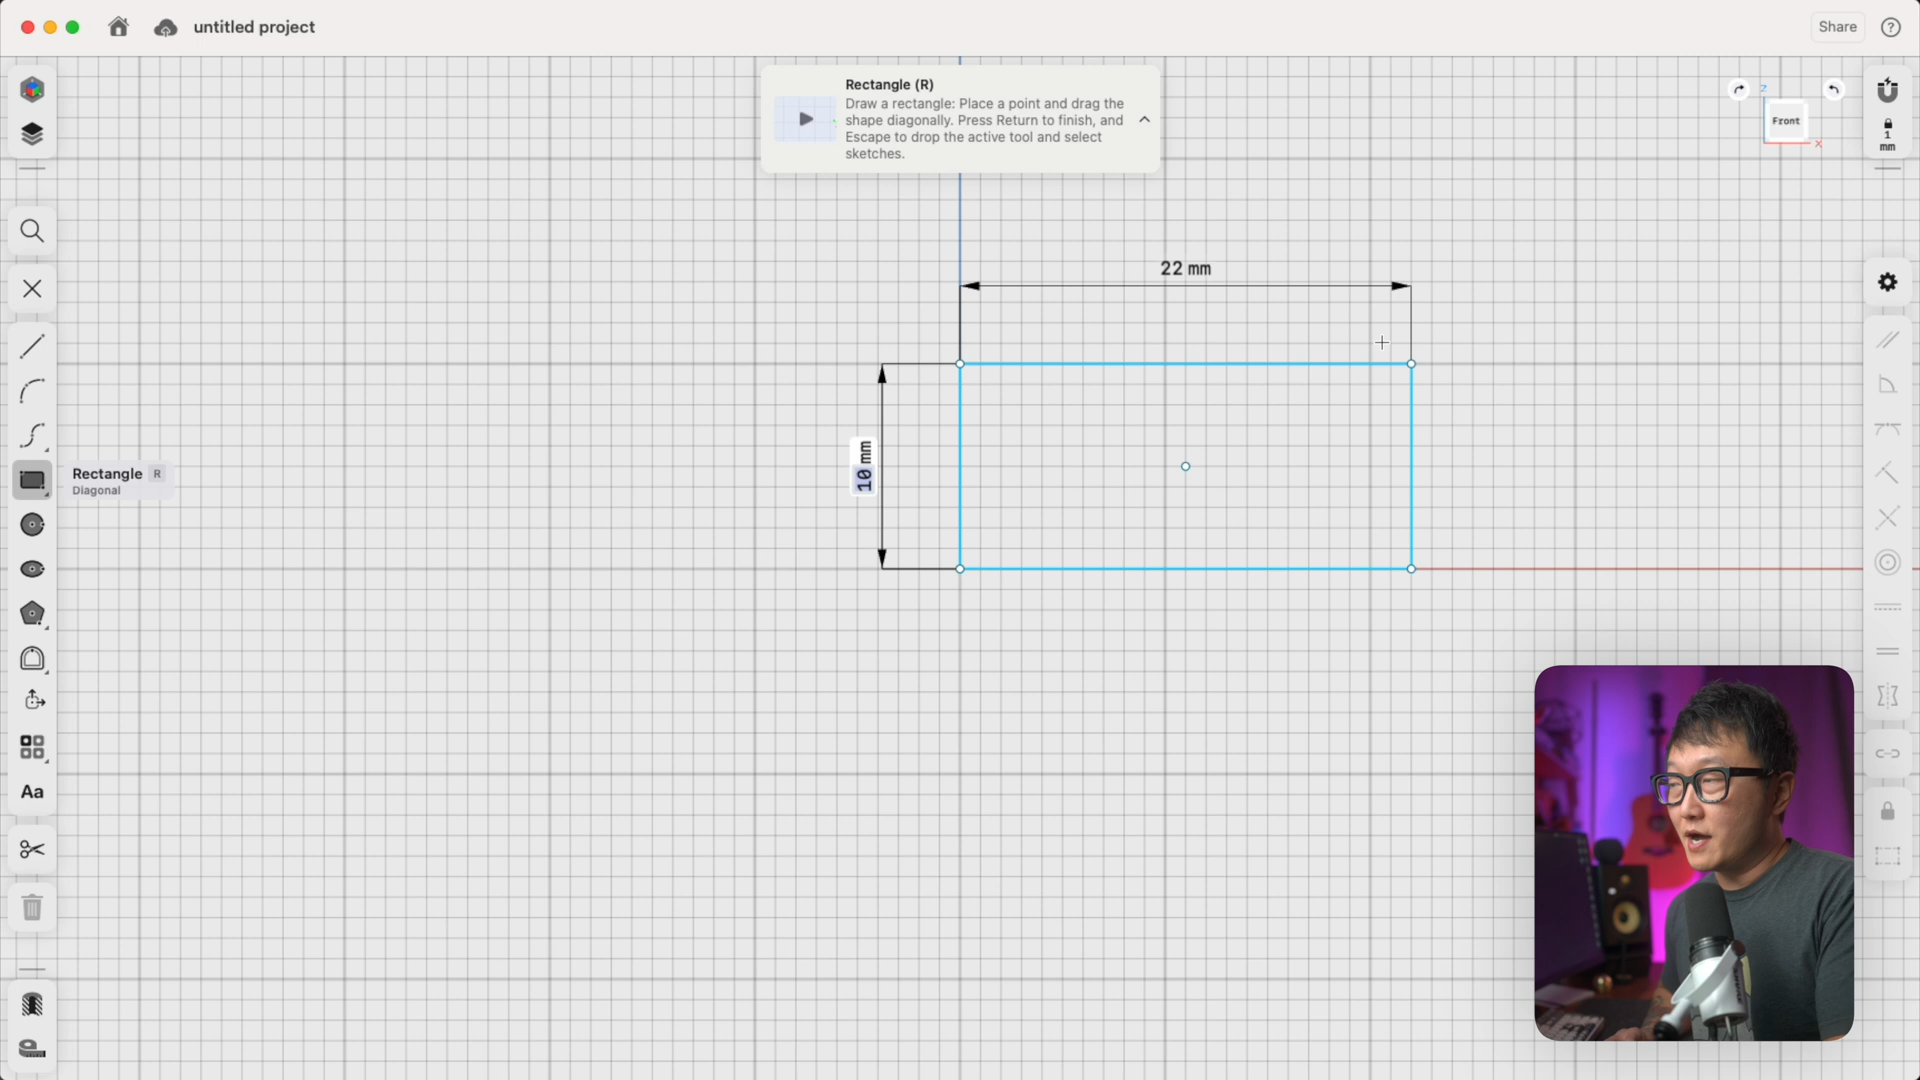 untitled project
Share
?
Rectangle (R)
Draw a rectangle: Place a point and drag the
shape diagonally. Press Return to finish, and
Escape to drop the active tool and select
sketches.
Z
Front
X
1
mm
22 mm
10 mm
Rectangle R
Diagonal
Aa